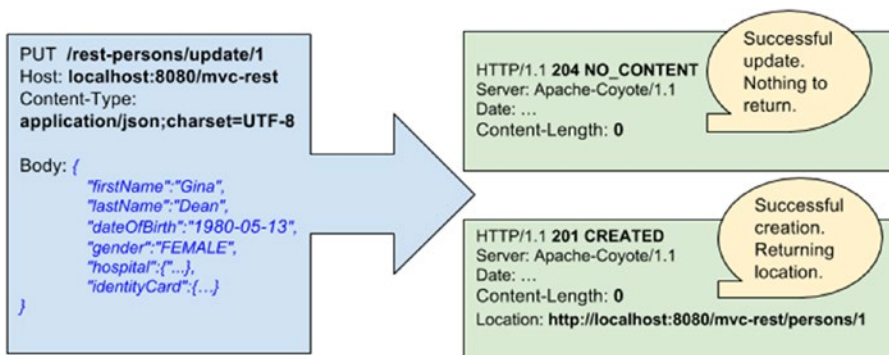 PUT /rest-persons/update/1
Host: localhost:8080/mvc-rest
Content-Type:
application/json;charset=UTF-8
Body: {
"firstName":"Gina",
"lastName":"Dean",
"dateOfBirth":"1980-05-13",
"gender":"FEMALE",
"hospital":{"...},
"identityCard":{...}
}
HTTP/1.1 204 NO_CONTENT
Server: Apache-Coyote/1.1
Date: ...
Content-Length: 0
Successful
update.
Nothing to
return.
HTTP/1.1 201 CREATED
Server: Apache-Coyote/1.1
Date: ...
Content-Length: 0
Location: http://localhost:8080/mvc-rest/persons/1
Successful
creation.
Returning
location.